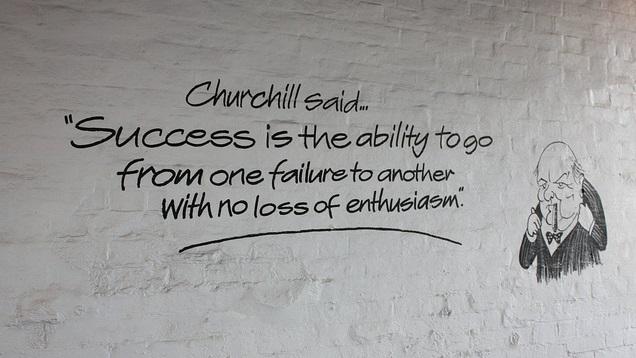 Churchill said...
"Success is the ability to go
from one failure to another
with no loss of enthusiasm."